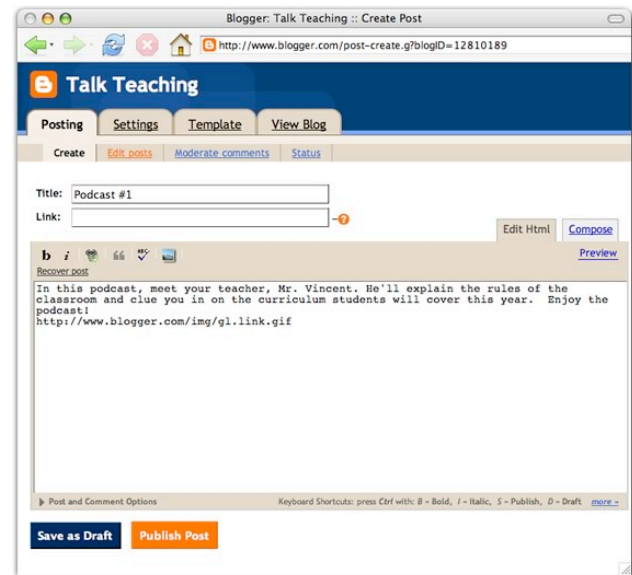 Blogger: Talk Teaching :: Create Post
http://www.blogger.com/post-create.g?blogID=12810189
Talk Teaching
Posting Settings Template View Blog
Create Edit posts Moderate comments Status
Title: Podcast #1
Link:
Edit Html Compose
b i ABC Preview
Recover post
In this podcast, meet your teacher, Mr. Vincent. He'll explain the rules of the
classroom and clue you in on the curriculum students will cover this year. Enjoy the
podcast!
http://www.blogger.com/img/gl.link.gif
Post and Comment Options Keyboard Shortcuts: press Ctrl with: B = Bold, I = Italic, S = Publish, D = Draft more »
Save as Draft Publish Post